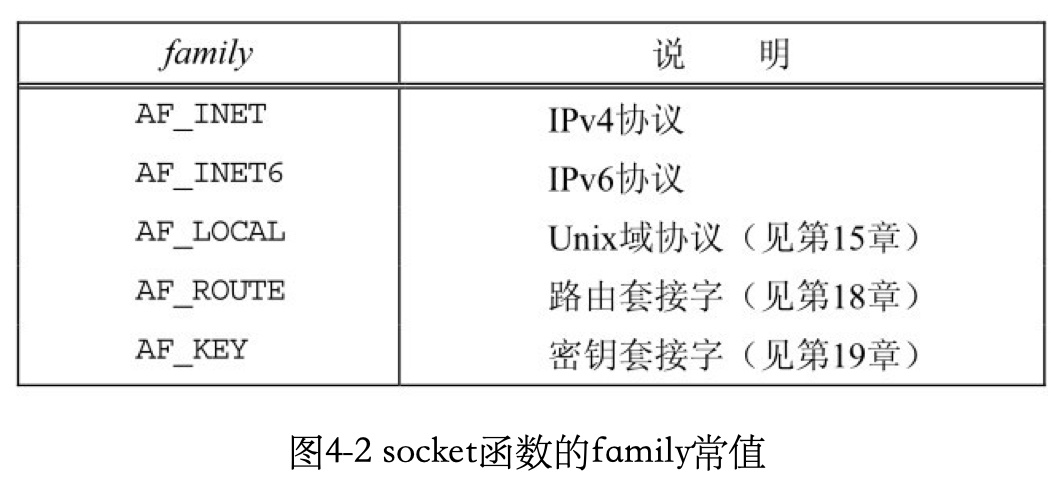 family 说 明
AF_INET IPv4协议
AF_INET6 IPv6协议
AF_LOCAL Unix域协议（见第15章）
AF_ROUTE 路由套接字（见第18章）
AF_KEY 密钥套接字（见第19章）
图4-2 socket函数的family常值